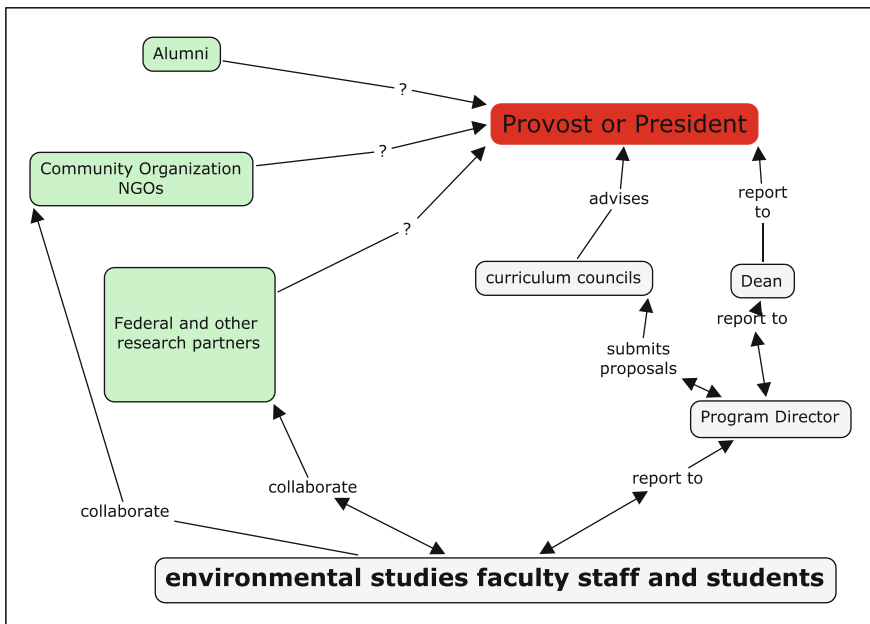 Alumni
?
Provost or President
Community Organization
NGOs
?
advises
report
to
?
curriculum councils
Dean
Federal and other
research partners
report to
submits
proposals
Program Director
report to
collaborate
collaborate
environmental studies faculty staff and students